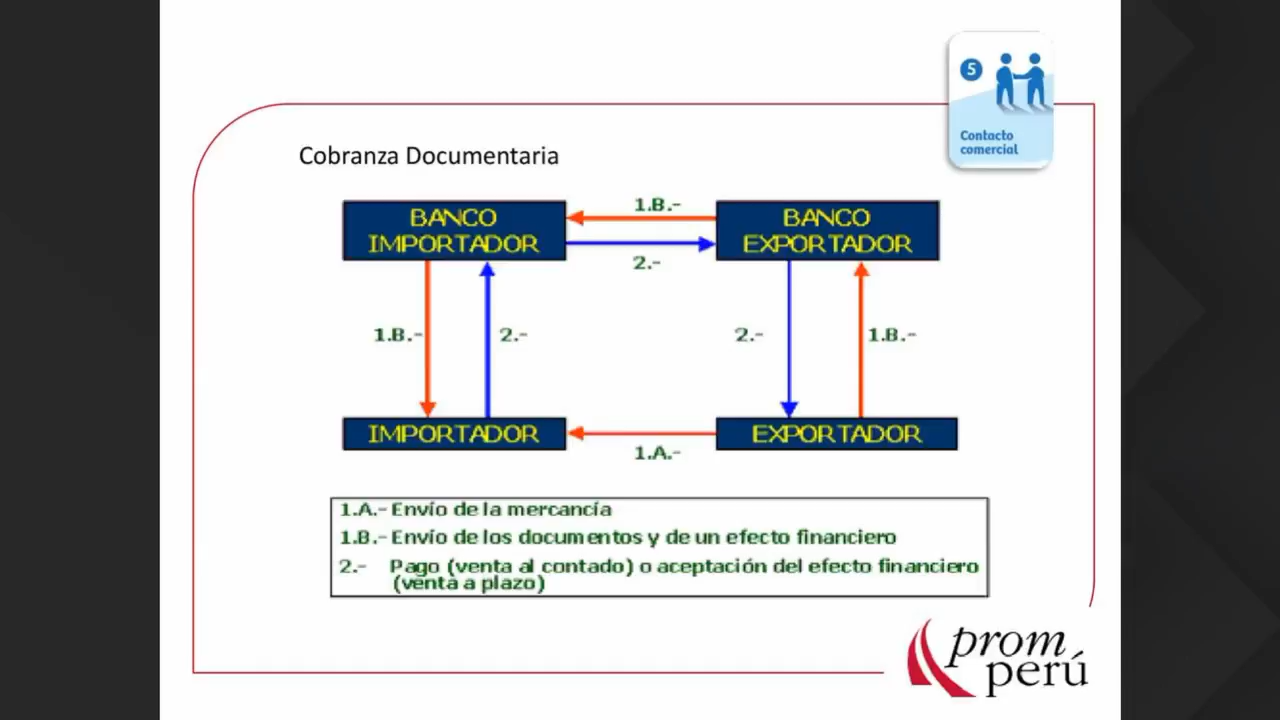 5
Contacto
comercial
Cobranza Documentaria
1.B.-
BANCO
IMPORTADOR
BANCO
EXPORTADOR
2.-
1.B.-
2.-
2.-
1.B.-
IMPORTADOR
EXPORTADOR
1.A.-
1.A.- Envío de la mercancía
1.B.- Envío de los documentos y de un efecto financiero
2.- Pago (venta al contado) o aceptación del efecto financiero
(venta a plazo)
prom
perú